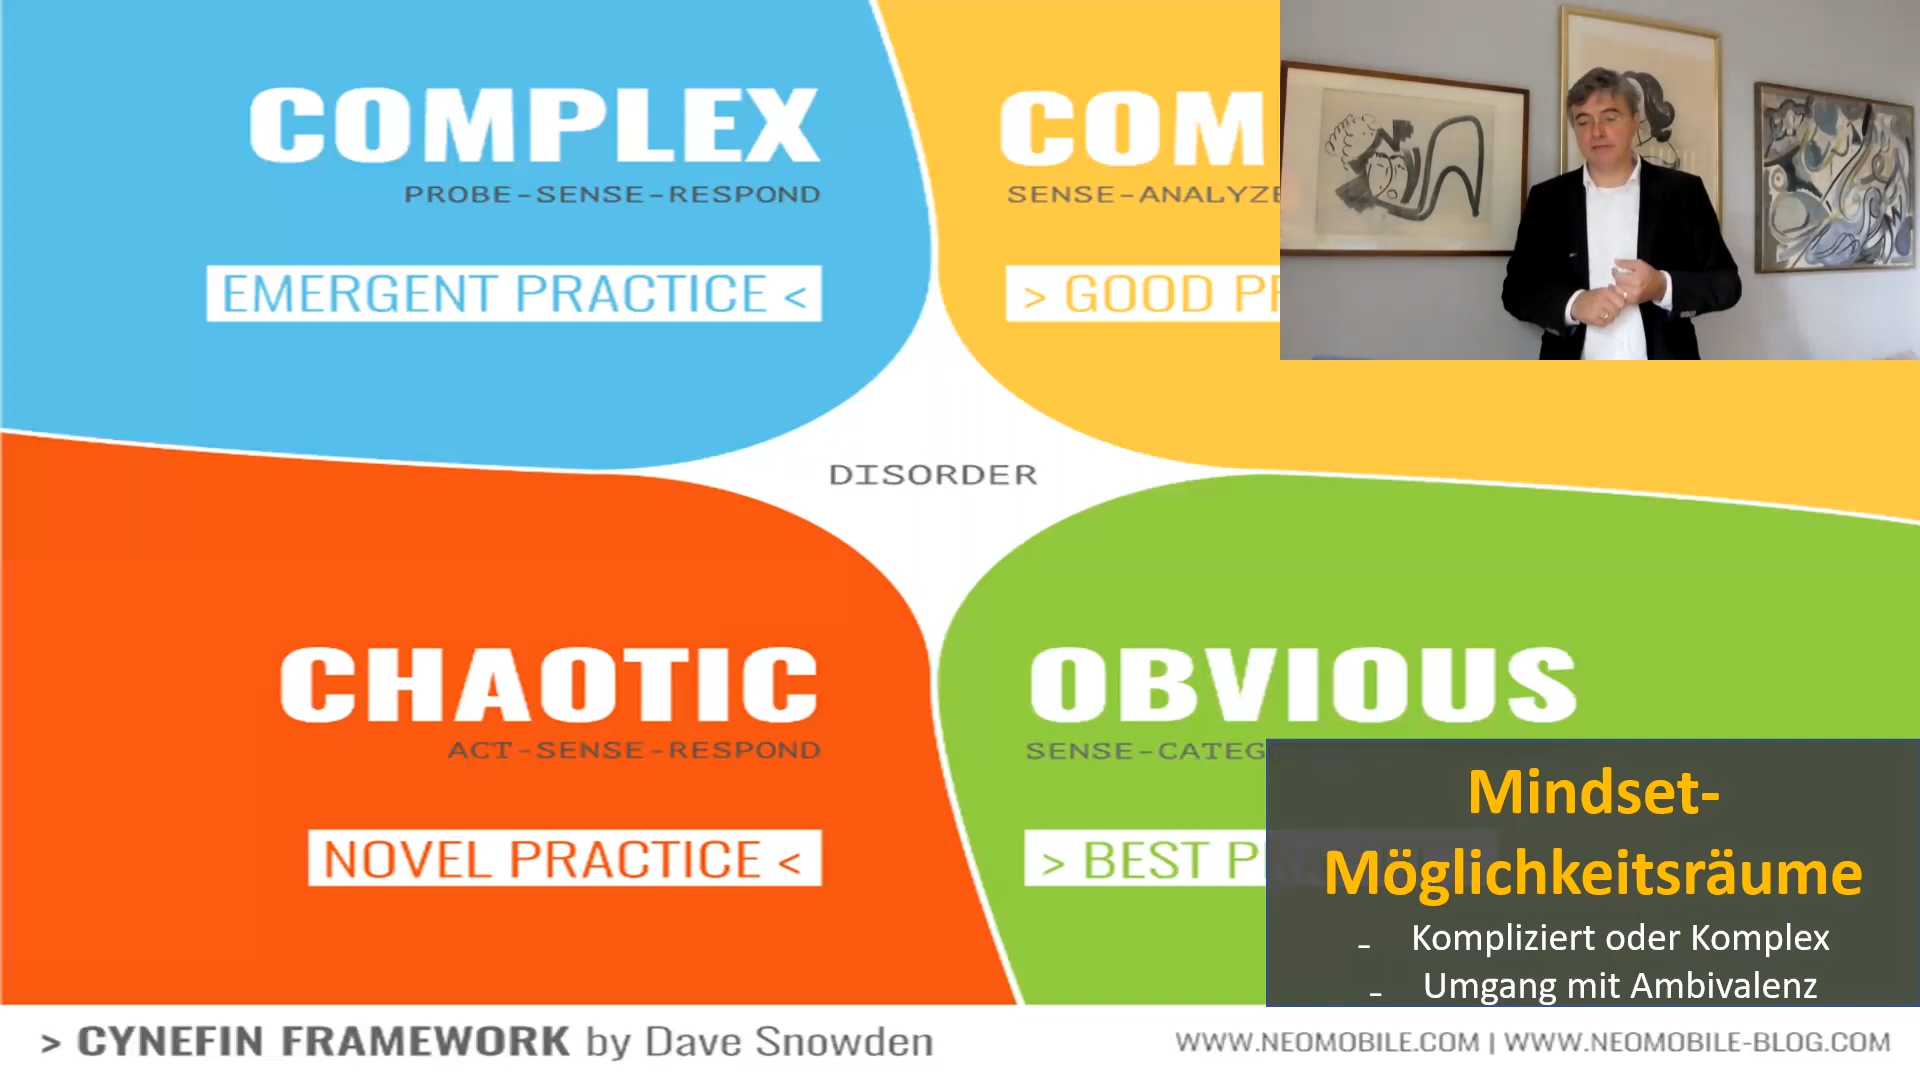 COMPLEX
PROBE-SENSE-RESPOND
EMERGENT PRACTICE <
COM
SENSE-ANALYZE
> GOOD
DISORDER
CHAOTIC
ACT-SENSE-RESPOND
NOVEL PRACTICE <
OBVIOUS
SENSE-CATEG
> BEST
Mindset-
Möglichkeitsräume
- Kompliziert oder Komplex
- Umgang mit Ambivalenz
> CYNEFIN FRAMEWORK by Dave Snowden
WWW.NEOMOBILE.COM | WWW.NEOMOBILE-BLOG.COM